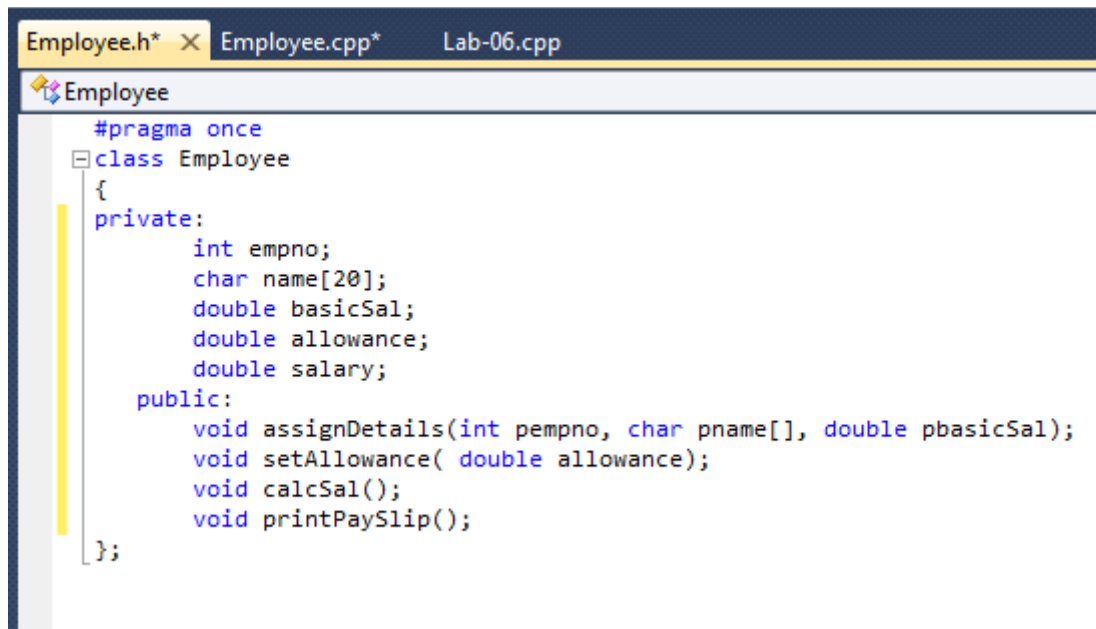 Employee.h* Employee.cpp* Lab-06.cpp
Employee
#pragma once
class Employee
{
private:
        int empno;
        char name[20];
        double basicSal;
        double allowance;
        double salary;
   public:
        void assignDetails(int pempno, char pname[], double pbasicSal);
        void setAllowance( double allowance);
        void calcSal();
        void printPaySlip();
};